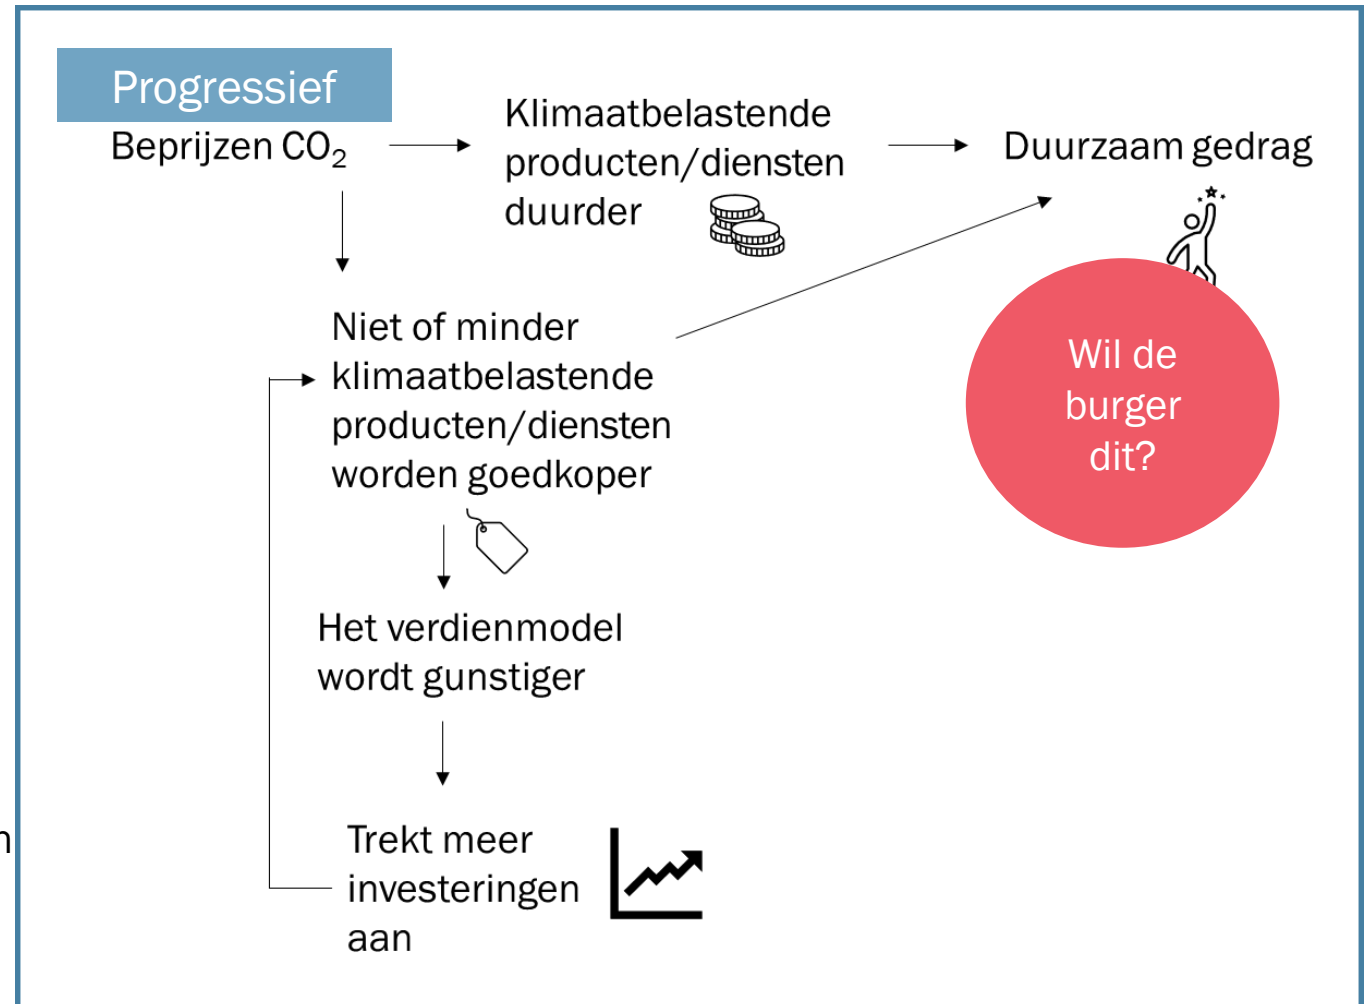 Progressief
Beprijzen CO₂
Klimaatbelastende
producten/diensten
duurder
Duurzaam gedrag
Niet of minder
klimaatbelastende
producten/diensten
worden goedkoper
Wil de
burger
dit?
Het verdienmodel
wordt gunstiger
Trekt meer
investeringen
aan